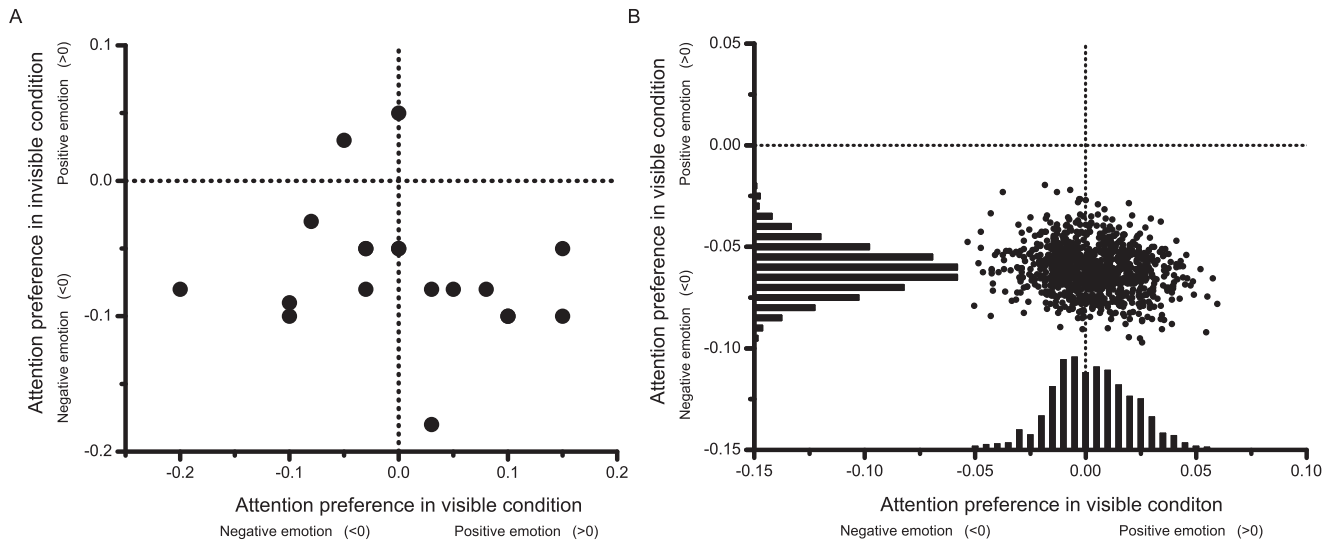 A
Attention preference in invisible condition
Negative emotion (<0)
Positive emotion (>0)
0.1
0.0
-0.1
-0.2
-0.2
-0.1
0.0
0.1
0.2
Attention preference in visible condition
Negative emotion (<0)
Positive emotion (>0)
B
Attention preference in visible condition
Negative emotion (<0)
Positive emotion (>0)
0.05
0.00
-0.05
-0.10
-0.15
-0.15
-0.10
-0.05
0.00
0.05
0.10
Attention preference in visible conditon
Negative emotion (<0)
Positive emotion (>0)